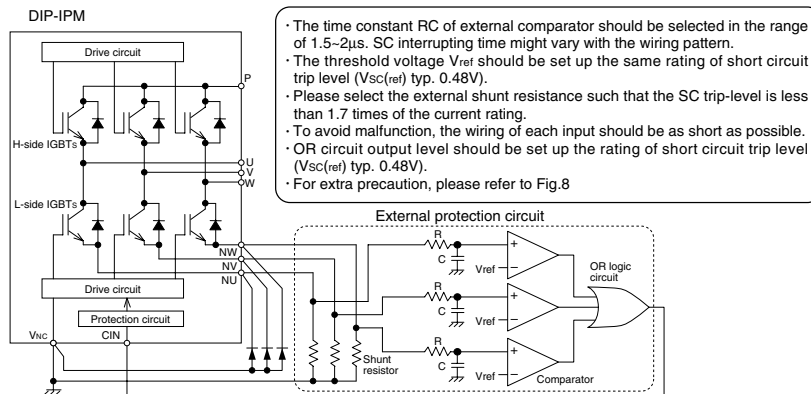 DIP-IPM
Drive circuit
P
H-side IGBTs
U
V
W
L-side IGBTs
NW
NV
NU
Drive circuit
Protection circuit
VNC
CIN
· The time constant RC of external comparator should be selected in the range
of 1.5~2µs. SC interrupting time might vary with the wiring pattern.
· The threshold voltage Vref should be set up the same rating of short circuit
trip level (VSC(ref) typ. 0.48V).
· Please select the external shunt resistance such that the SC trip-level is less
than 1.7 times of the current rating.
· To avoid malfunction, the wiring of each input should be as short as possible.
· OR circuit output level should be set up the rating of short circuit trip level
(VSC(ref) typ. 0.48V).
· For extra precaution, please refer to Fig.8
External protection circuit
R
C
Vref
+
−
OR logic
circuit
R
C
Vref
+
−
R
C
Vref
+
−
Shunt
resistor
Comparator